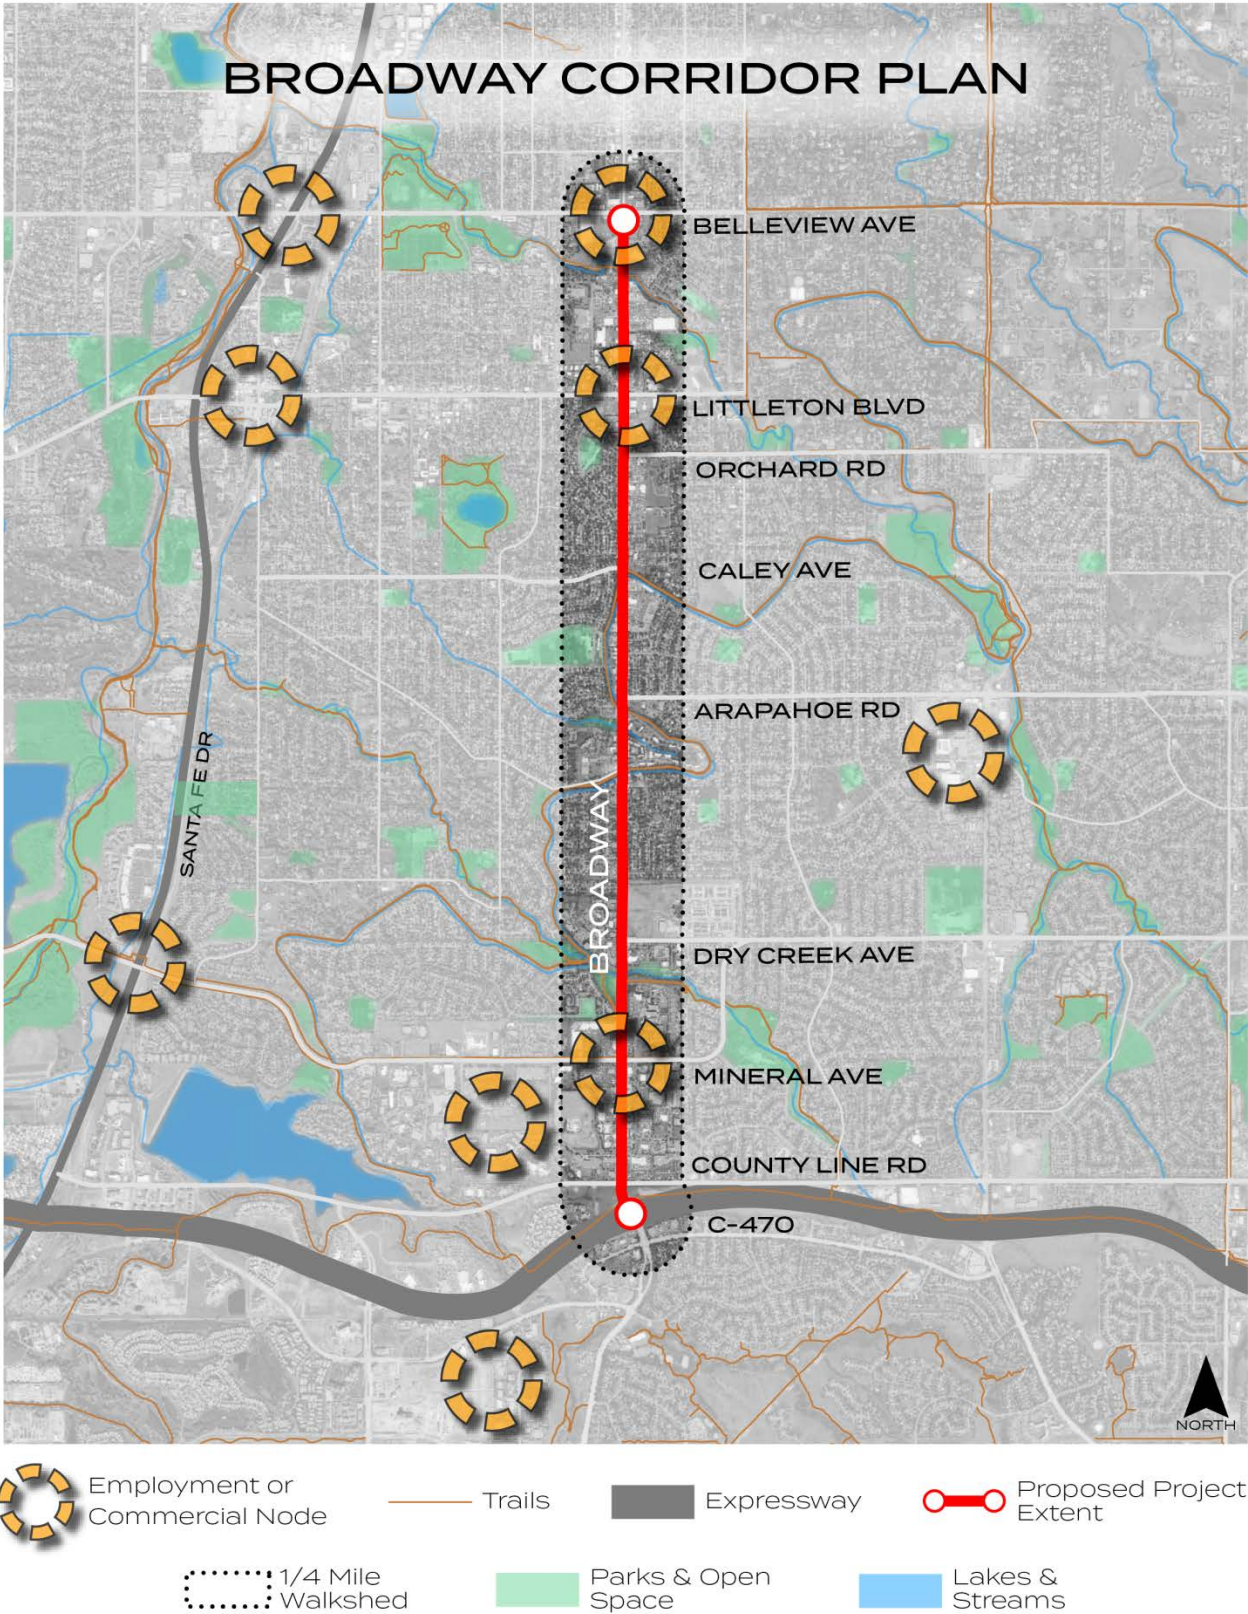 BROADWAY CORRIDOR PLAN
BELLEVIEW AVE
LITTLETON BLVD
ORCHARD RD
CALEY AVE
ARAPAHOE RD
SANTA FE DR
BROADWAY
DRY CREEK AVE
MINERAL AVE
COUNTY LINE RD
C-470
NORTH
Employment or
Commercial Node
Trails
Expressway
Proposed Project
Extent
1/4 Mile
Walkshed
Parks & Open
Space
Lakes &
Streams